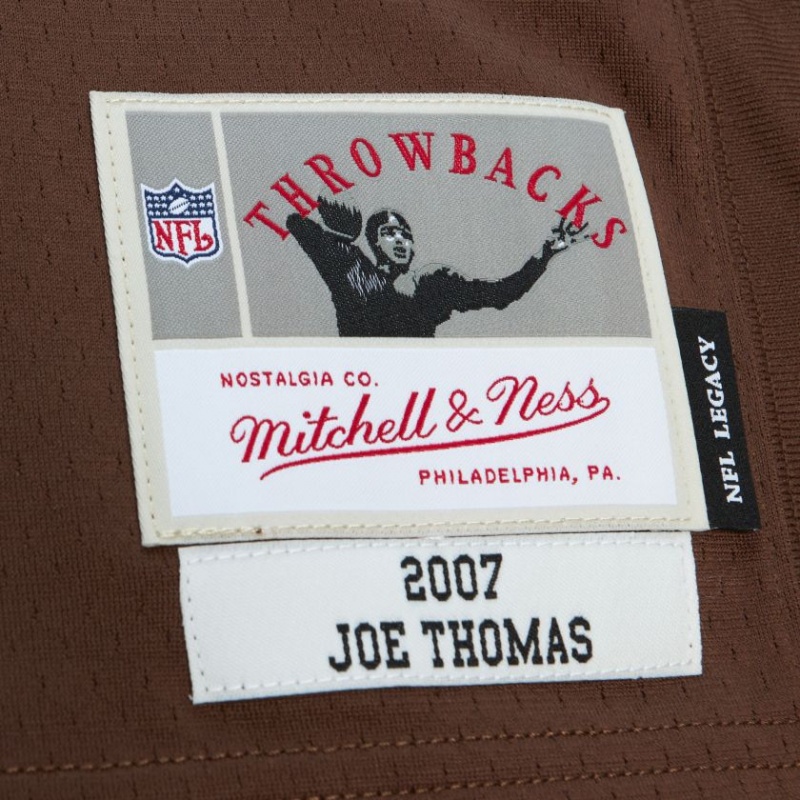 THROWBACKS
NFL
NOSTALGIA CO.
Mitchell & Ness
PHILADELPHIA, PA.
NFL LEGACY
2007
JOE THOMAS